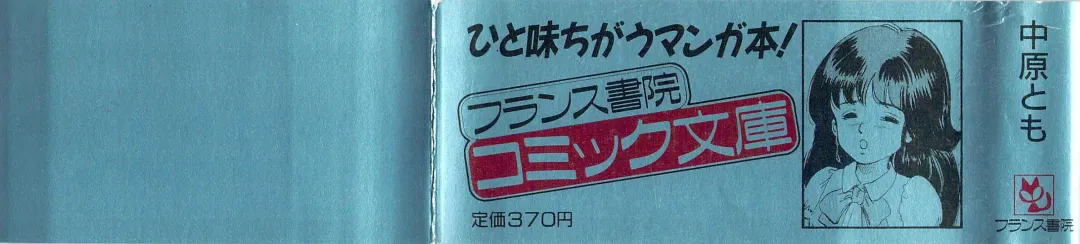 ひと味ちがウマンガ本!
フランス書院
コミック文庫
定価370円
中原とも
フランス書院